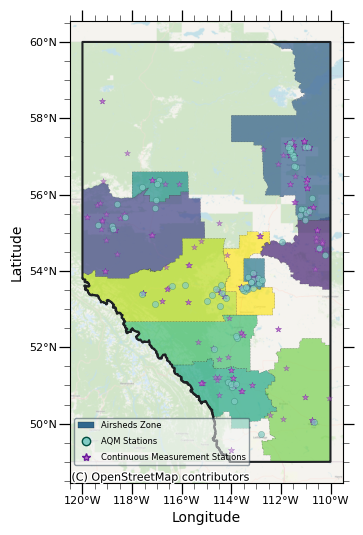 60°N
58°N
56°N
54°N
52°N
50°N
Latitude
Airsheds Zone
AQM Stations
Continuous Measurement Stations
(C) OpenStreetMap contributors
120°W 118°W 116°W 114°W 112°W 110°W
Longitude